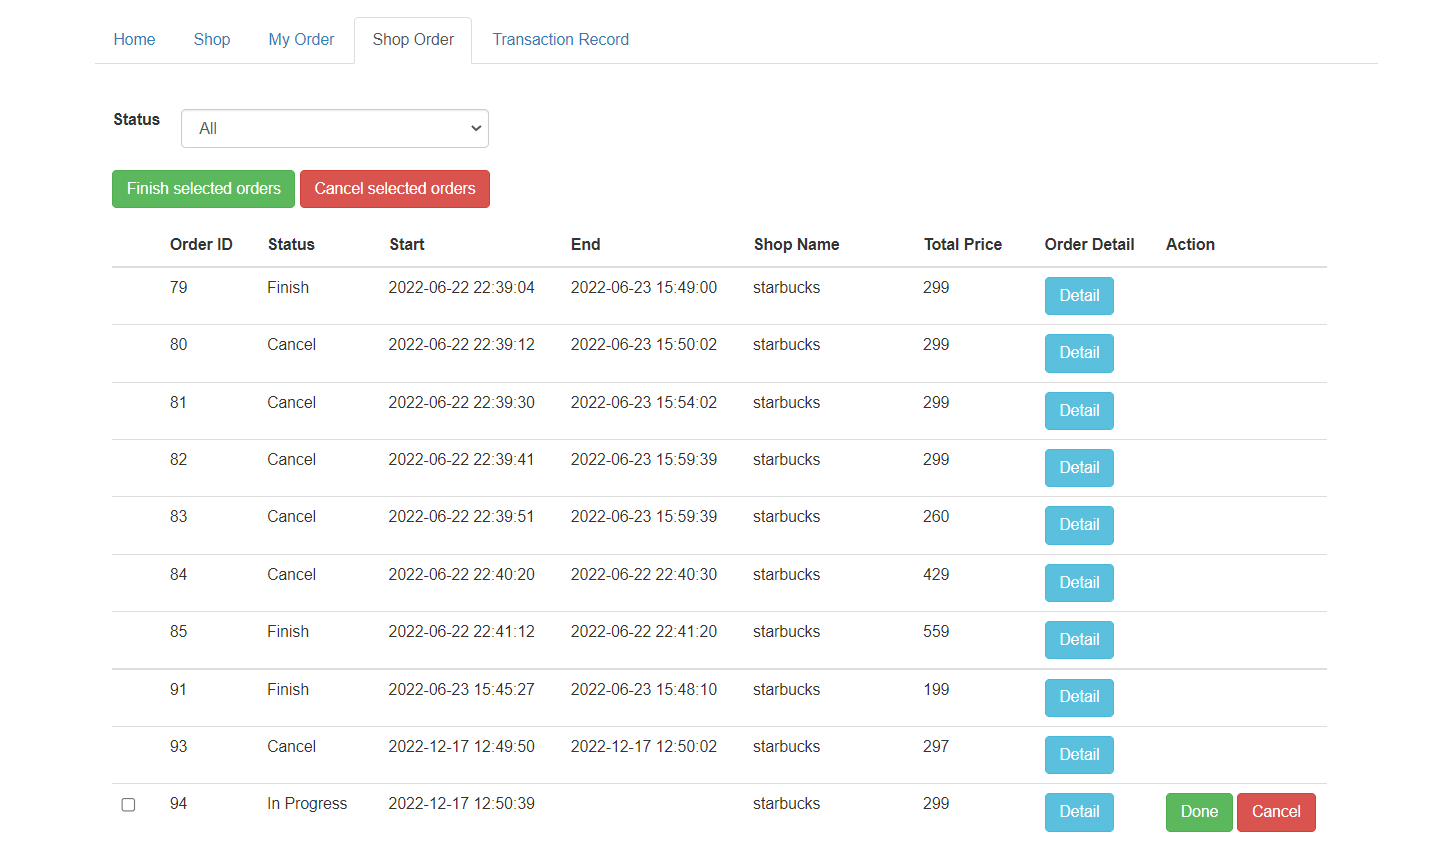 Home Shop My Order Shop Order Transaction Record
Status All
Finish selected orders Cancel selected orders
Order ID Status Start End Shop Name Total Price Order Detail Action
79 Finish 2022-06-22 22:39:04 2022-06-23 15:49:00 starbucks 299 Detail
80 Cancel 2022-06-22 22:39:12 2022-06-23 15:50:02 starbucks 299 Detail
81 Cancel 2022-06-22 22:39:30 2022-06-23 15:54:02 starbucks 299 Detail
82 Cancel 2022-06-22 22:39:41 2022-06-23 15:59:39 starbucks 299 Detail
83 Cancel 2022-06-22 22:39:51 2022-06-23 15:59:39 starbucks 260 Detail
84 Cancel 2022-06-22 22:40:20 2022-06-22 22:40:30 starbucks 429 Detail
85 Finish 2022-06-22 22:41:12 2022-06-22 22:41:20 starbucks 559 Detail
91 Finish 2022-06-23 15:45:27 2022-06-23 15:48:10 starbucks 199 Detail
93 Cancel 2022-12-17 12:49:50 2022-12-17 12:50:02 starbucks 297 Detail
94 In Progress 2022-12-17 12:50:39 starbucks 299 Detail Done Cancel